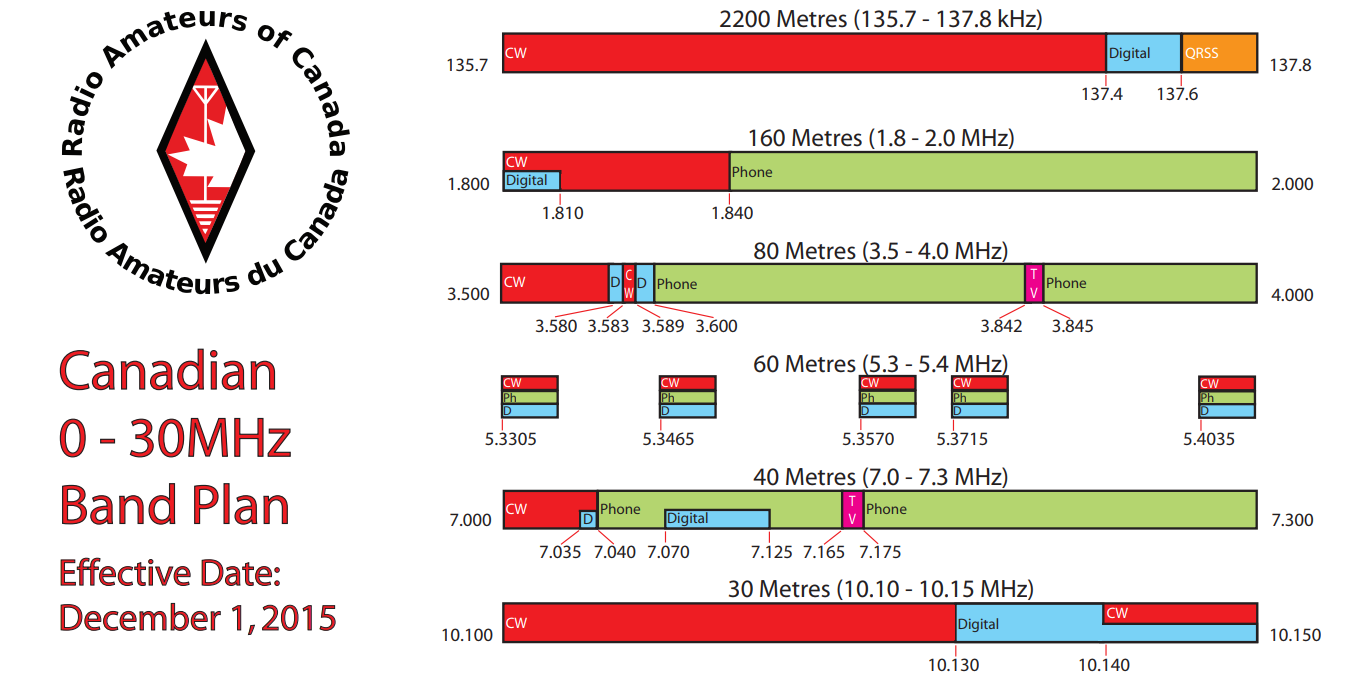 Radio Amateurs of Canada
Radio Amateurs du Canada
Canadian
0 - 30MHz
Band Plan
Effective Date:
December 1, 2015
2200 Metres (135.7 - 137.8 kHz)
135.7
CW
Digital
QRSS
137.8
137.4
137.6
160 Metres (1.8 - 2.0 MHz)
1.800
CW
Digital
Phone
2.000
1.810
1.840
80 Metres (3.5 - 4.0 MHz)
3.500
CW
D
CW
D
Phone
TV
Phone
4.000
3.580
3.583
3.589
3.600
3.842
3.845
60 Metres (5.3 - 5.4 MHz)
CW
Ph
D
5.3305
CW
Ph
D
5.3465
CW
Ph
D
5.3570
CW
Ph
D
5.3715
CW
Ph
D
5.4035
40 Metres (7.0 - 7.3 MHz)
7.000
CW
D
Phone
Digital
TV
Phone
7.300
7.035
7.040
7.070
7.125
7.165
7.175
30 Metres (10.10 - 10.15 MHz)
10.100
CW
Digital
CW
10.150
10.130
10.140